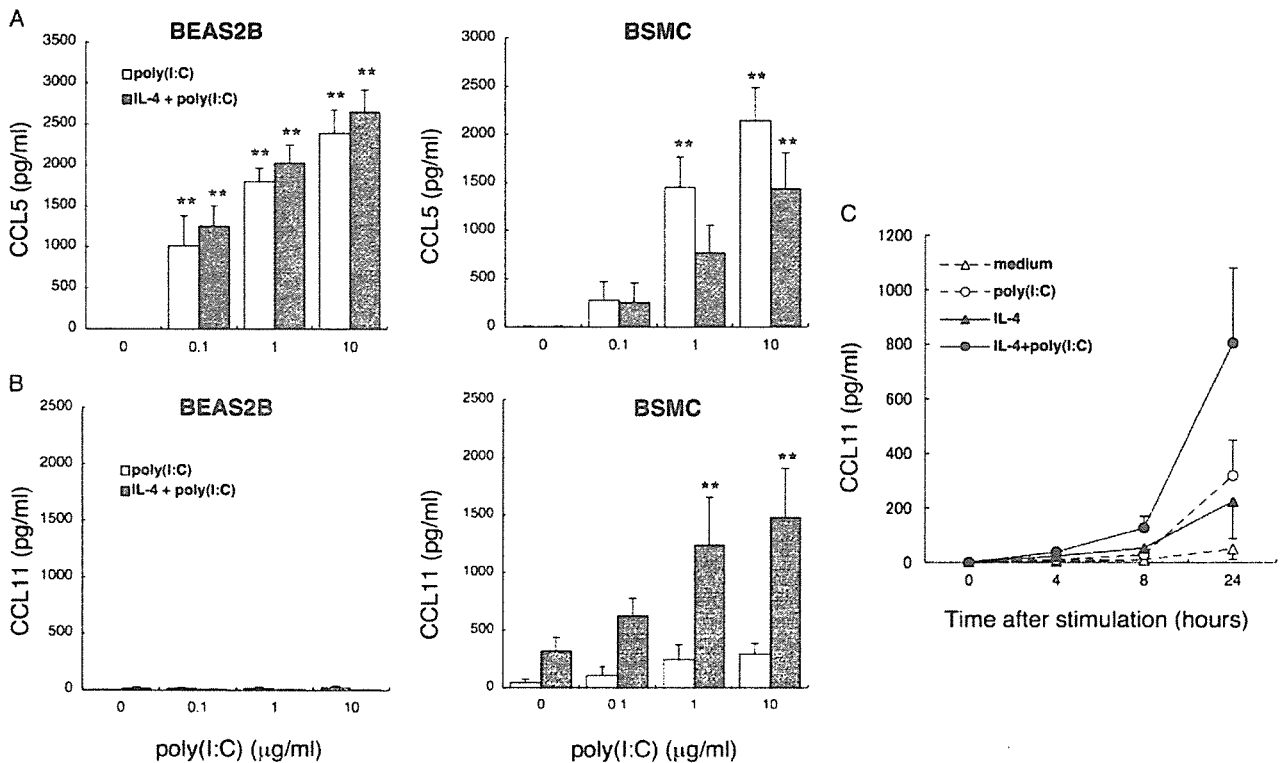 A
BEAS2B
3500
3000
2500
2000
1500
1000
500
0
CCL5 (pg/ml)
poly(I:C)
IL-4 + poly(I:C)
** ** ** ** ** **
0 0.1 1 10
BSMC
3000
2500
2000
1500
1000
500
0
CCL5 (pg/ml)
** ** **
0 0.1 1 10
B
BEAS2B
2500
2000
1500
1000
500
0
CCL11 (pg/ml)
poly(I:C)
IL-4 + poly(I:C)
0 0.1 1 10
poly(I:C) (μg/ml)
BSMC
2500
2000
1500
1000
500
0
CCL11 (pg/ml)
** **
0 0 1 1 10
poly(I:C) (μg/ml)
C
1200
1000
800
600
400
200
0
CCL11 (pg/ml)
medium
poly(I:C)
IL-4
IL-4+poly(I:C)
0 4 8 24
Time after stimulation (hours)